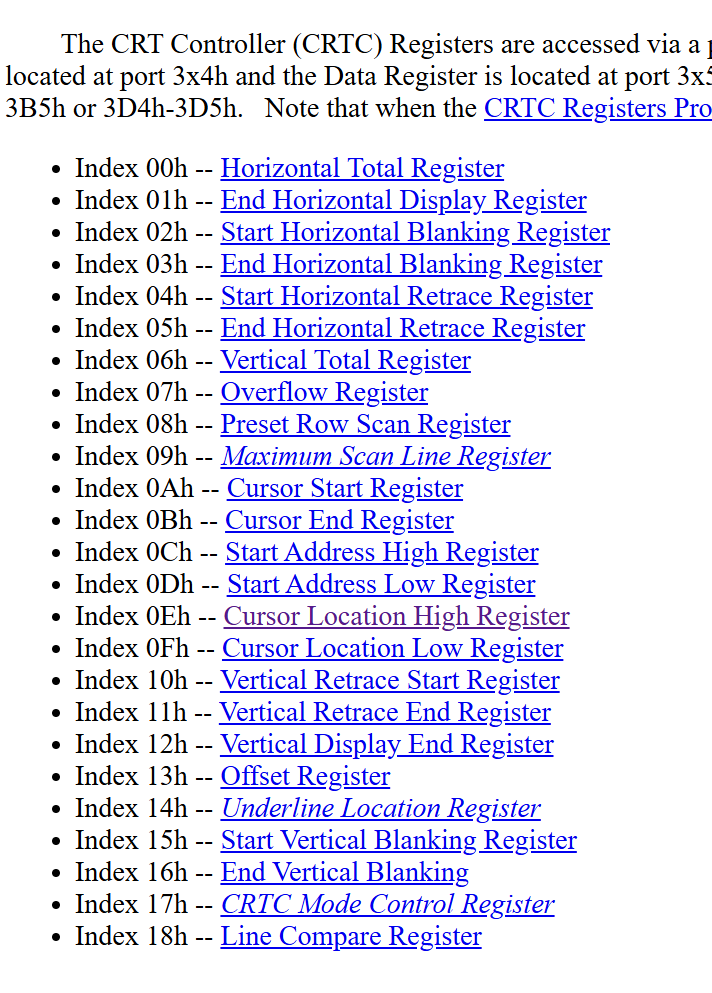 The CRT Controller (CRTC) Registers are accessed via a
located at port 3x4h and the Data Register is located at port
3B5h or 3D4h-3D5h. Note that when the CRTC Registers
• Index 00h -- Horizontal Total Register
• Index 01h -- End Horizontal Display Register
• Index 02h -- Start Horizontal Blanking Register
• Index 03h -- End Horizontal Blanking Register
• Index 04h -- Start Horizontal Retrace Register
• Index 05h -- End Horizontal Retrace Register
• Index 06h -- Vertical Total Register
• Index 07h -- Overflow Register
• Index 08h -- Preset Row Scan Register
• Index 09h -- Maximum Scan Line Register
• Index 0Ah -- Cursor Start Register
• Index 0Bh -- Cursor End Register
• Index 0Ch -- Start Address High Register
• Index 0Dh -- Start Address Low Register
• Index 0Eh -- Cursor Location High Register
• Index 0Fh -- Cursor Location Low Register
• Index 10h -- Vertical Retrace Start Register
• Index 11h -- Vertical Retrace End Register
• Index 12h -- Vertical Display End Register
• Index 13h -- Offset Register
• Index 14h -- Underline Location Register
• Index 15h -- Start Vertical Blanking Register
• Index 16h -- End Vertical Blanking
• Index 17h -- CRTC Mode Control Register
• Index 18h -- Line Compare Register